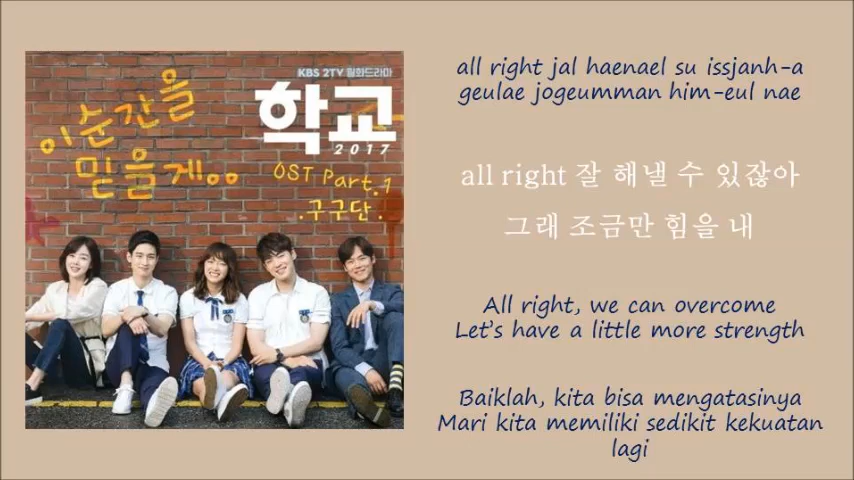 KBS 2TV 월화드라마
학교
2017
이 순간을
믿을게..
OST Part.1
.구구단.
all right jal haenael su issjanh-a
geulae jogeumman him-eul nae
all right 잘 해낼 수 있잖아
그래 조금만 힘을 내
All right, we can overcome
Let's have a little more strength
Baiklah, kita bisa mengatasinya
Mari kita memiliki sedikit kekuatan
lagi